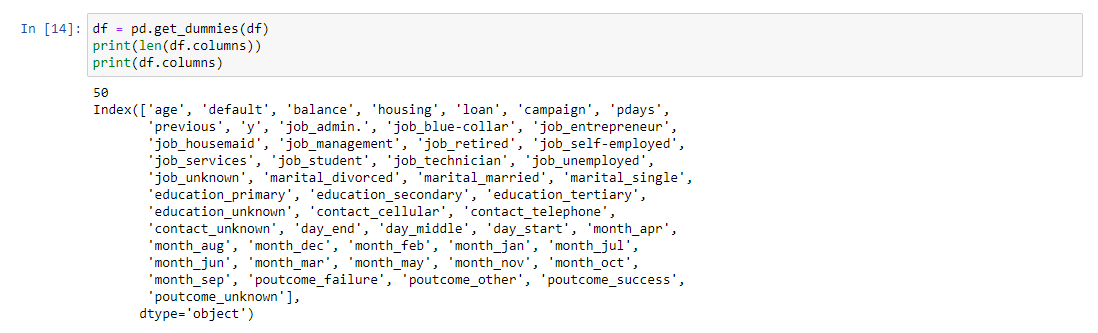 In [14]: df = pd.get_dummies(df)
print(len(df.columns))
print(df.columns)
50
Index(['age', 'default', 'balance', 'housing', 'loan', 'campaign', 'pdays',
'previous', 'y', 'job_admin.', 'job_blue-collar', 'job_entrepreneur',
'job_housemaid', 'job_management', 'job_retired', 'job_self-employed',
'job_services', 'job_student', 'job_technician', 'job_unemployed',
'job_unknown', 'marital_divorced', 'marital_married', 'marital_single',
'education_primary', 'education_secondary', 'education_tertiary',
'education_unknown', 'contact_cellular', 'contact_telephone',
'contact_unknown', 'day_end', 'day_middle', 'day_start', 'month_apr',
'month_aug', 'month_dec', 'month_feb', 'month_jan', 'month_jul',
'month_jun', 'month_mar', 'month_may', 'month_nov', 'month_oct',
'month_sep', 'poutcome_failure', 'poutcome_other', 'poutcome_success',
'poutcome_unknown'],
dtype='object')